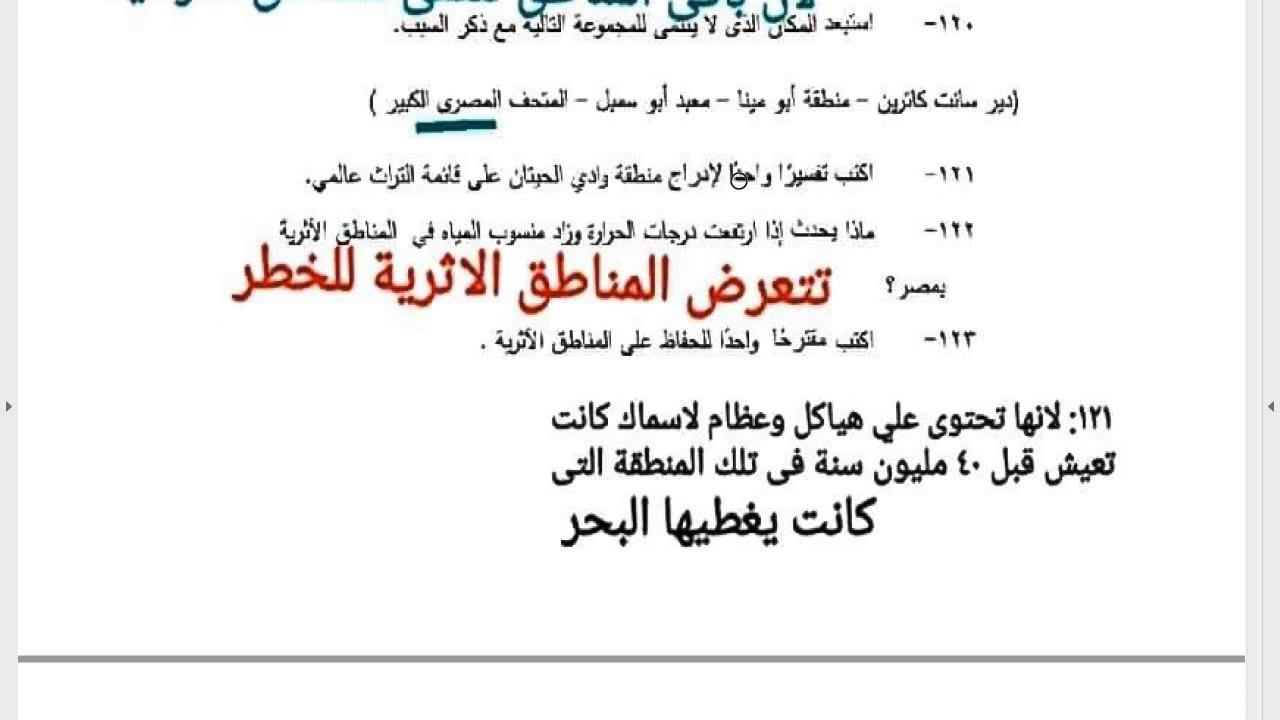 لأن باقى المناطق
١٢٠- استبعد المكان الذى لا ينتمى للمجموعة التالية مع ذكر السبب.
(دير سانت كاترين - منطقة أبو مينا - معبد أبو سمبل - المتحف المصرى الكبير )
١٢١- اكتب تفسيرًا واحدًا لإدراج منطقة وادي الحيتان على قائمة التراث عالمي.
١٢٢- ماذا يحدث إذا ارتفعت درجات الحرارة وزاد منسوب المياه في المناطق الأثرية
بمصر؟ تتعرض المناطق الاثرية للخطر
١٢٣- اكتب مقترحًا واحدًا للحفاظ على المناطق الأثرية .
١٢١: لانها تحتوى علي هياكل وعظام لاسماك كانت
تعيش قبل ٤٠ مليون سنة فى تلك المنطقة التى
كانت يغطيها البحر